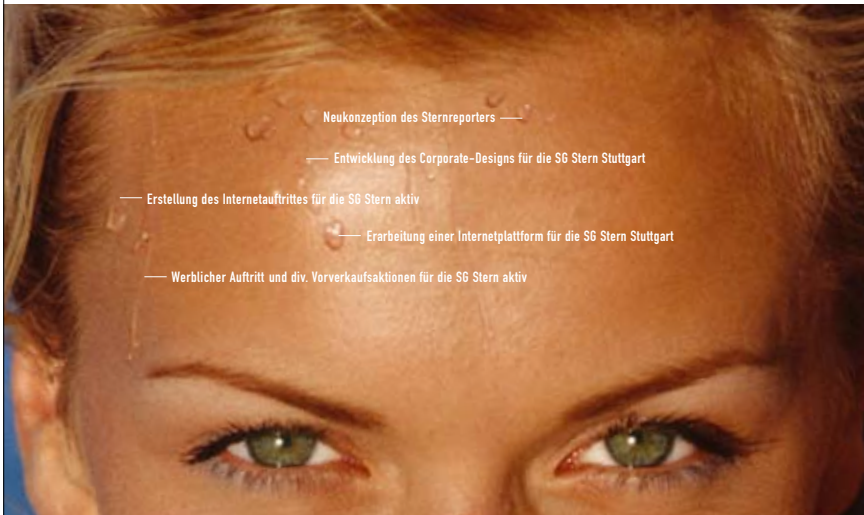 Neukonzeption des Sternreporters
Entwicklung des Corporate-Designs für die SG Stern Stuttgart
Erstellung des Internetauftrittes für die SG Stern aktiv
Erarbeitung einer Internetplattform für die SG Stern Stuttgart
Werblicher Auftritt und div. Vorverkaufsaktionen für die SG Stern aktiv